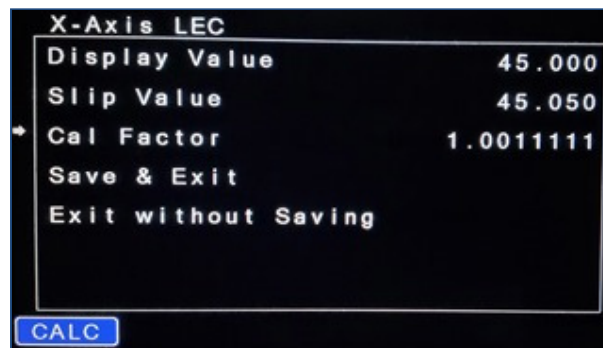 X-Axis LEC
Display Value 45.000
Slip Value 45.050
Cal Factor 1.0011111
Save & Exit
Exit without Saving
CALC